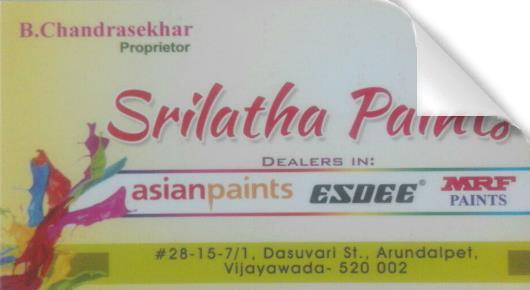 B.Chandrasekhar
Proprietor
Srilatha Paints
DEALERS IN:
asianpaints ESDEE® MRF PAINTS
#28-15-7/1, Dasuvari St., Arundalpet,
Vijayawada- 520 002